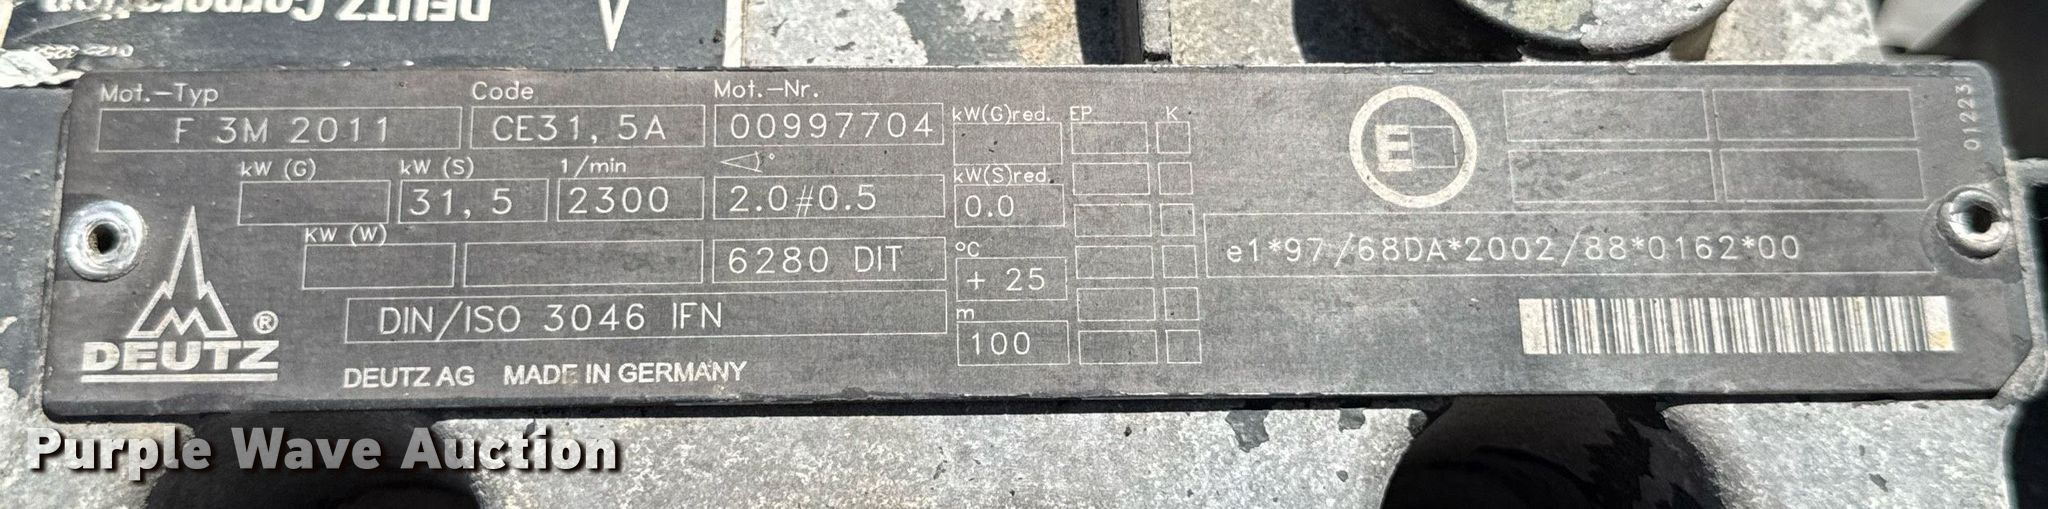 DEUTZ Corporation
Mot.-Typ Code Mot.-Nr.
F 3M 2011 CE31,5A 00997704
kW(G)red. EP K
kW (G) kW (S) 1/min °
31,5 2300 2.0#0.5
kW(S)red.
0.0
KW (W)
6280 DIT
°C
+ 25
DIN/ISO 3046 IFN
m
100
DEUTZ ®
DEUTZ AG MADE IN GERMANY
E
e1*97/68DA*2002/88*0162*00
Purple Wave Auction